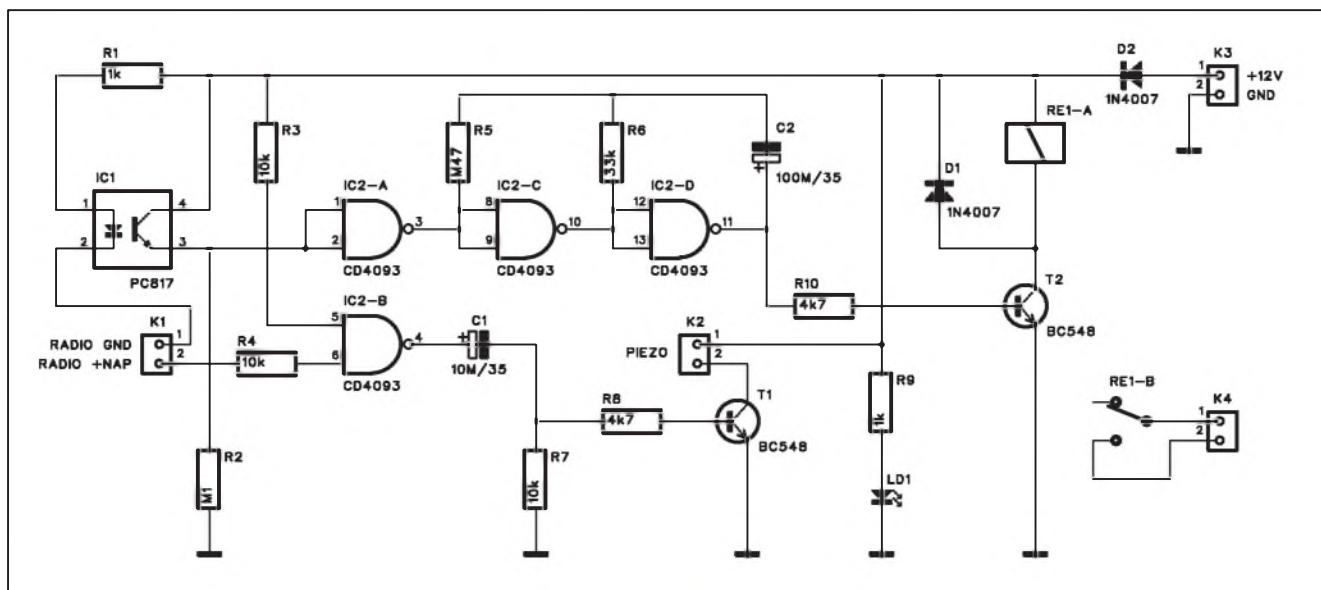 R1
1k
D2
1N4007
K3
1
+12V
2
GND
R3
10k
R5
M47
R6
33k
C2
+
100M/35
RE1-A
D1
1N4007
IC1
1
4
2
3
PC817
IC2-A
1
2
3
CD4093
IC2-C
8
9
10
CD4093
IC2-D
12
13
11
CD4093
R10
4k7
T2
BC548
K1
RADIO GND
1
RADIO +NAP
2
R4
10k
IC2-B
5
6
4
CD4093
C1
+
10M/35
K2
PIEZO
1
2
R8
4k7
T1
BC548
R9
1k
RE1-B
K4
1
2
R2
M1
R7
10k
LD1